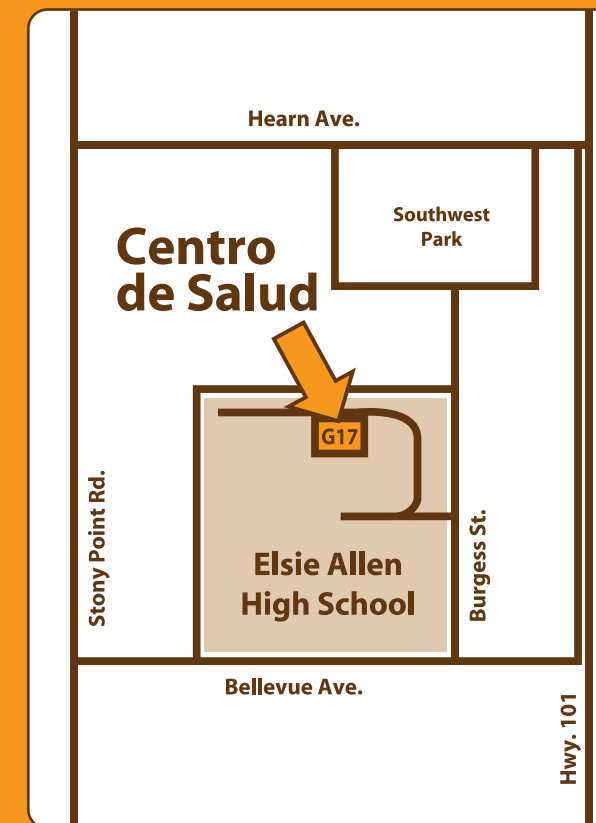 Hearn Ave.
Southwest
Park
Centro
de Salud
G17
Stony Point Rd.
Burgess St.
Elsie Allen
High School
Bellevue Ave.
Hwy. 101